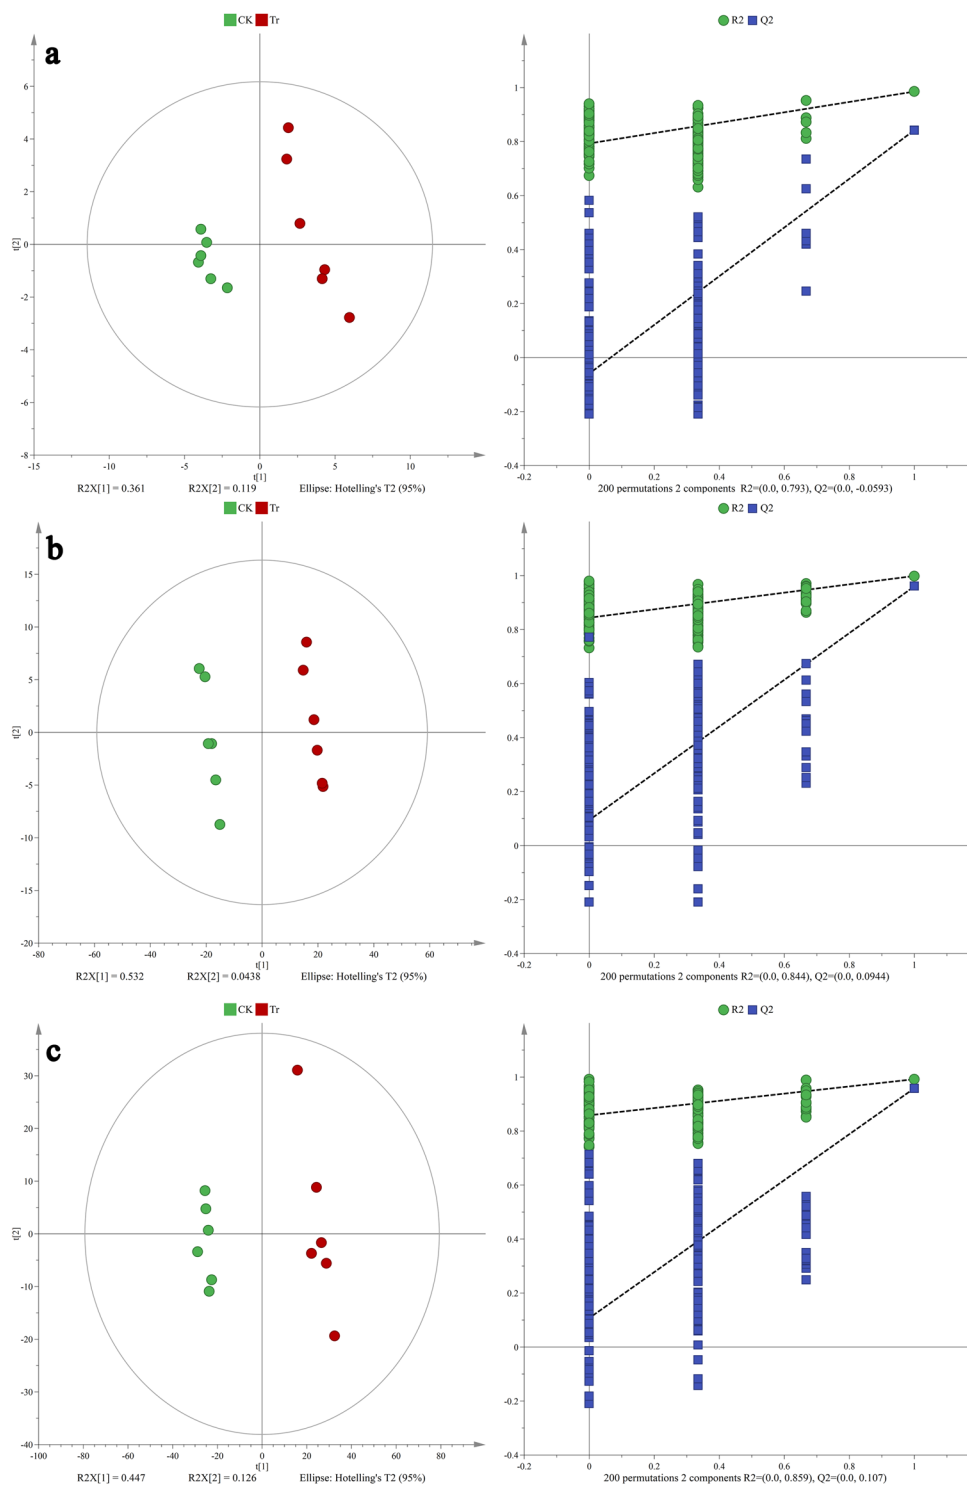 CK Tr
a
6
4
2
0
-2
-4
-6
-8
t[2]
-15 -10 -5 0 5 10
t[1]
R2X[1] = 0.361 R2X[2] = 0.119 Ellipse: Hotelling's T2 (95%)
R2 Q2
1
0.8
0.6
0.4
0.2
0
-0.2
-0.4
-0.2 0 0.2 0.4 0.6 0.8 1
200 permutations 2 components R2=(0.0, 0.793), Q2=(0.0, -0.0593)
CK Tr
b
15
10
5
0
-5
-10
-15
-20
t[2]
-80 -60 -40 -20 0 20 40 60
t[1]
R2X[1] = 0.532 R2X[2] = 0.0438 Ellipse: Hotelling's T2 (95%)
R2 Q2
1
0.8
0.6
0.4
0.2
0
-0.2
-0.4
-0.2 0 0.2 0.4 0.6 0.8 1
200 permutations 2 components R2=(0.0, 0.844), Q2=(0.0, 0.0944)
CK Tr
c
30
20
10
0
-10
-20
-30
-40
t[2]
-100 -80 -60 -40 -20 0 20 40 60 80
t[1]
R2X[1] = 0.447 R2X[2] = 0.126 Ellipse: Hotelling's T2 (95%)
R2 Q2
1
0.8
0.6
0.4
0.2
0
-0.2
-0.4
-0.2 0 0.2 0.4 0.6 0.8 1
200 permutations 2 components R2=(0.0, 0.859), Q2=(0.0, 0.107)